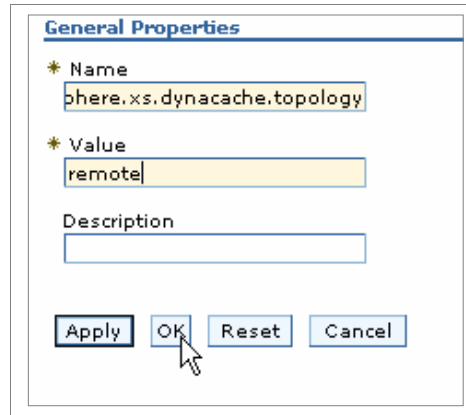 General Properties
* Name
phere.xs.dynacache.topology
* Value
remote
Description
Apply OK Reset Cancel